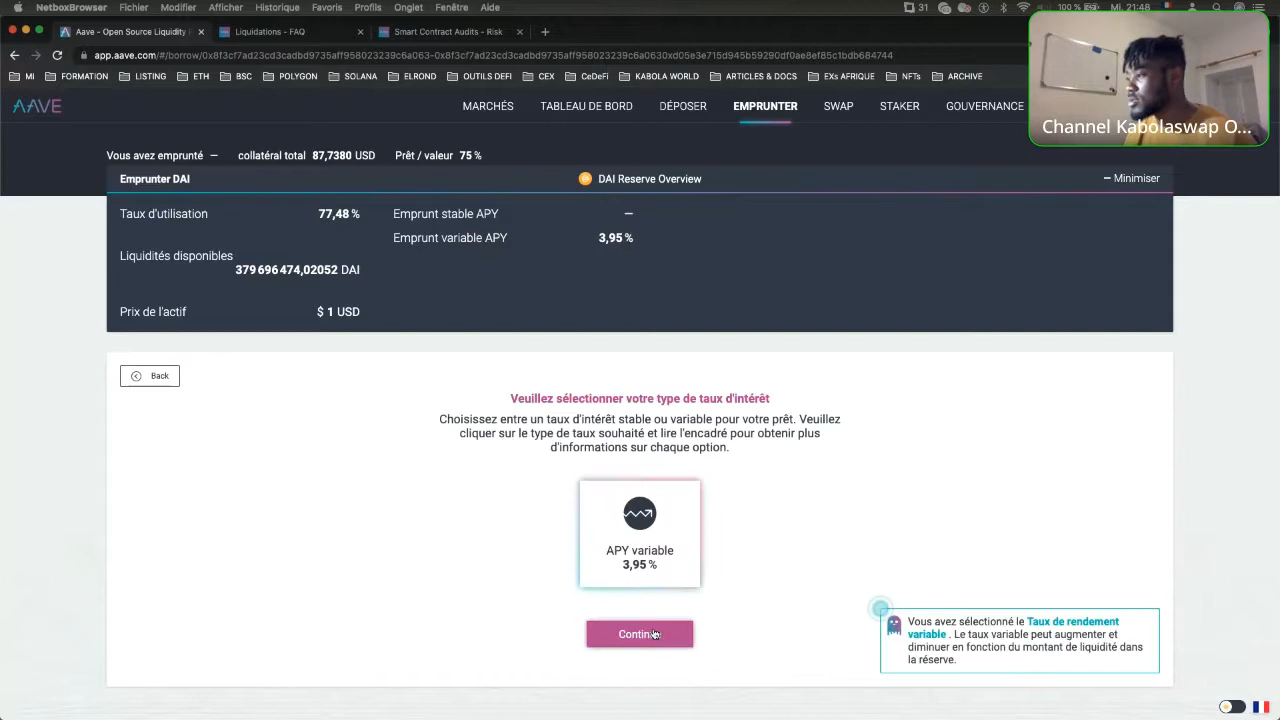 NetboxBrowser Fichier Modifier Afficher Historique Favoris Profils Onglet Fenêtre Aide 31 Mi. 21:48
Aave - Open Source Liquidity Liquidations - FAQ Smart Contract Audits - Risk
app.aave.com/#/borrow/0x8f3cf7ad23cd3cadbd9735aff958023239c6a063-0x8f3cf7ad23cd3cadbd9735aff958023239c6a0630xd05e3e715d945b59290df0ae8ef85c1bdb684744
MI FORMATION LISTING ETH BSC POLYGON SOLANA ELROND OUTILS DEFI CEX CeDeFi KABOLA WORLD ARTICLES & DOCS EXs AFRIQUE NFTs ARCHIVE
AAVE MARCHÉS TABLEAU DE BORD DÉPOSER EMPRUNTER SWAP STAKER GOUVERNANCE
Channel Kabolaswap O...
Vous avez emprunté — collatéral total 87,7380 USD Prêt / valeur 75 %
Emprunter DAI DAI Reserve Overview — Minimiser
Taux d'utilisation 77,48 % Emprunt stable APY —
Emprunt variable APY 3,95 %
Liquidités disponibles
379 696 474,02052 DAI
Prix de l'actif $ 1 USD
Back
Veuillez sélectionner votre type de taux d'intérêt
Choisissez entre un taux d'intérêt stable ou variable pour votre prêt. Veuillez
cliquer sur le type de taux souhaité et lire l'encadré pour obtenir plus
d'informations sur chaque option.
APY variable
3,95 %
Continue
Vous avez sélectionné le Taux de rendement
variable . Le taux variable peut augmenter et
diminuer en fonction du montant de liquidité dans
la réserve.